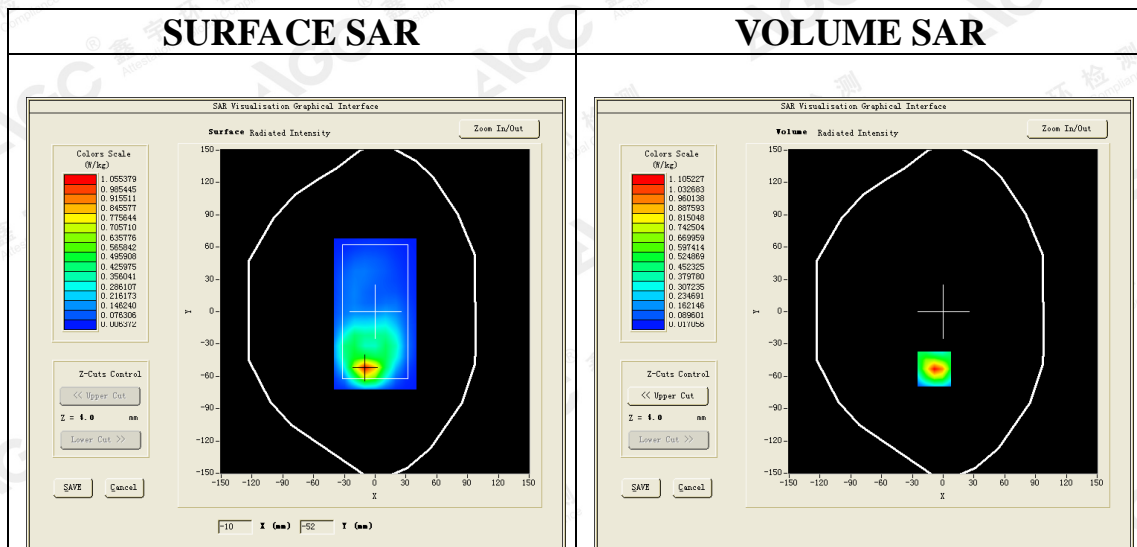 SURFACE SAR
VOLUME SAR
SAR Visualisation Graphical Interface
Surface Radiated Intensity
Zoom In/Out
Colors Scale
(W/kg)
1.055379
0.985445
0.915511
0.845577
0.775644
0.705710
0.635776
0.565842
0.495908
0.425975
0.356041
0.286107
0.216173
0.146240
0.076306
0.006372
150
120
90
60
30
0
-30
-60
-90
-120
-150
Y
-150 -120 -90 -60 -30 0 30 60 90 120 150
X
Z-Cuts Control
<< Upper Cut
Z = 4.0 mm
Lower Cut >>
SAVE Cancel
-10 X (mm) -52 Y (mm)
SAR Visualisation Graphical Interface
Volume Radiated Intensity
Zoom In/Out
Colors Scale
(W/kg)
1.105227
1.032683
0.960138
0.887593
0.815048
0.742504
0.669959
0.597414
0.524869
0.452325
0.379780
0.307235
0.234691
0.162146
0.089601
0.017056
150
120
90
60
30
0
-30
-60
-90
-120
-150
Y
-150 -120 -90 -60 -30 0 30 60 90 120 150
X
Z-Cuts Control
<< Upper Cut
Z = 4.0 mm
Lower Cut >>
SAVE Cancel
AGC